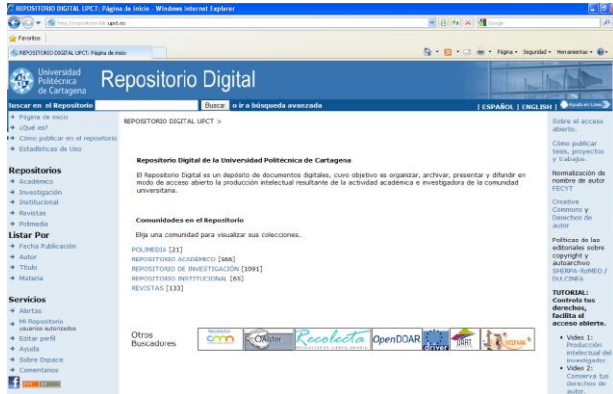 REPOSITORIO DIGITAL UPCT: Página de Inicio - Windows Internet Explorer
Google
Favoritos
REPOSITORIO DIGITAL UPCT: Página de Inicio
Página
Seguridad
Herramientas
Universidad
Politécnica
de Cartagena
Repositorio Digital
Buscar en el Repositorio
Buscar o ir a búsqueda avanzada
| ESPAÑOL | ENGLISH |
Ayuda en Línea
Página de inicio
¿Qué es?
Cómo publicar en el repositorio
Estadísticas de Uso
Repositorios
Académico
Investigación
Institucional
Revistas
Polimedia
Listar Por
Fecha Publicación
Autor
Título
Materia
Servicios
Alertas
Mi Repositorio
usuarios autorizados
Editar perfil
Ayuda
Sobre Dspace
Comentarios
REPOSITORIO DIGITAL UPCT >
Repositorio Digital de la Universidad Politécnica de Cartagena
El Repositorio Digital es un depósito de documentos digitales, cuyo objetivo es organizar, archivar, presentar y difundir en
modo de acceso abierto la producción intelectual resultante de la actividad académica e investigadora de la comunidad
universitaria.
Comunidades en el Repositorio
Elija una comunidad para visualizar sus colecciones.
POLIMEDIA [21]
REPOSITORIO ACADÉMICO [566]
REPOSITORIO DE INVESTIGACIÓN [1091]
REPOSITORIO INSTITUCIONAL [65]
REVISTAS [133]
Otros
Buscadores
OAIster
Recolecta
OpenDOAR
driver
DART
HISPANA
Sobre el acceso
abierto.
Cómo publicar
tesis, proyectos
y trabajos.
Normalización de
nombre de autor
FECYT
Creative
Commons y
Derechos de
autor
Políticas de las
editoriales sobre
copyright y
autoarchivo
SHERPA-RoMEO /
DULCINEA
TUTORIAL:
Controla tus
derechos,
facilita el
acceso abierto.
Video 1:
Producción
intelectual del
investigador.
Video 2:
Conserva tus
derechos de
autor.